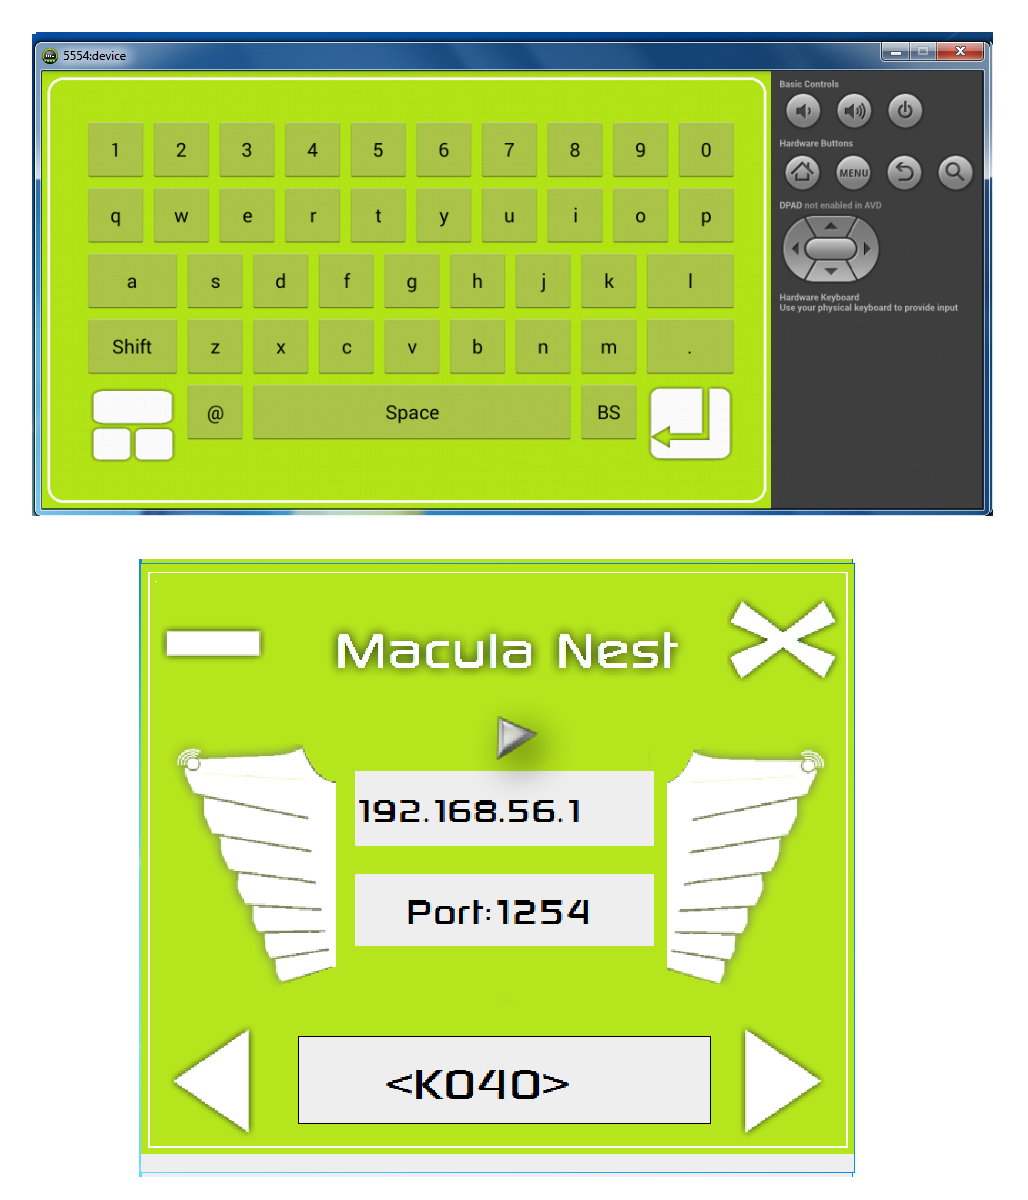 5554:device
Basic Controls
1 2 3 4 5 6 7 8 9 0
Hardware Buttons
MENU
q w e r t y u i o p
DPAD not enabled in AVD
a s d f g h j k l
Hardware Keyboard
Use your physical keyboard to provide input
Shift z x c v b n m .
@ Space BS
Macula Nest
192.168.56.1
Port:1254
<K040>